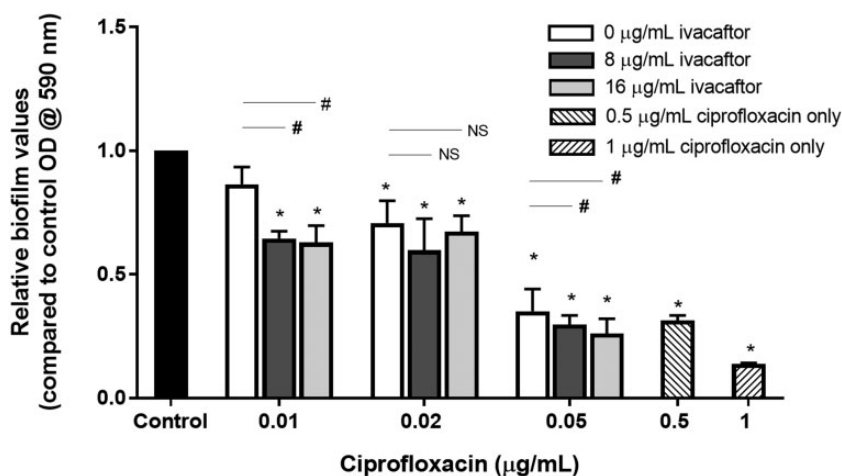 0 μg/mL ivacaftor
8 μg/mL ivacaftor
16 μg/mL ivacaftor
0.5 μg/mL ciprofloxacin only
1 μg/mL ciprofloxacin only
Relative biofilm values
(compared to control OD @ 590 nm)
1.5
1.0
0.5
0.0
#
#
* *
NS
NS
* * *
#
#
* * *
*
*
Control 0.01 0.02 0.05 0.5 1
Ciprofloxacin (μg/mL)